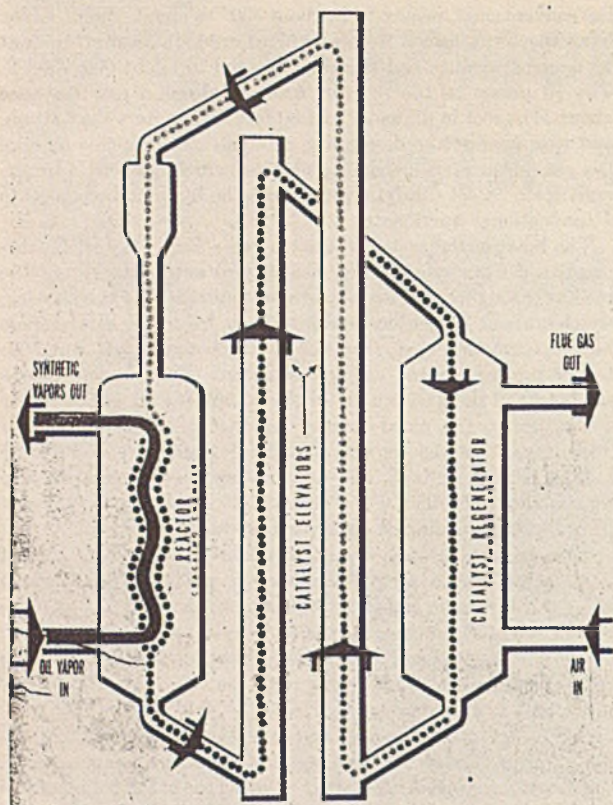 SYNTHETIC
VAPORS OUT
FLUE GAS
OUT
REACTOR
CATALYST ELEVATORS
CATALYST REGENERATOR
OIL VAPOR
IN
AIR
IN